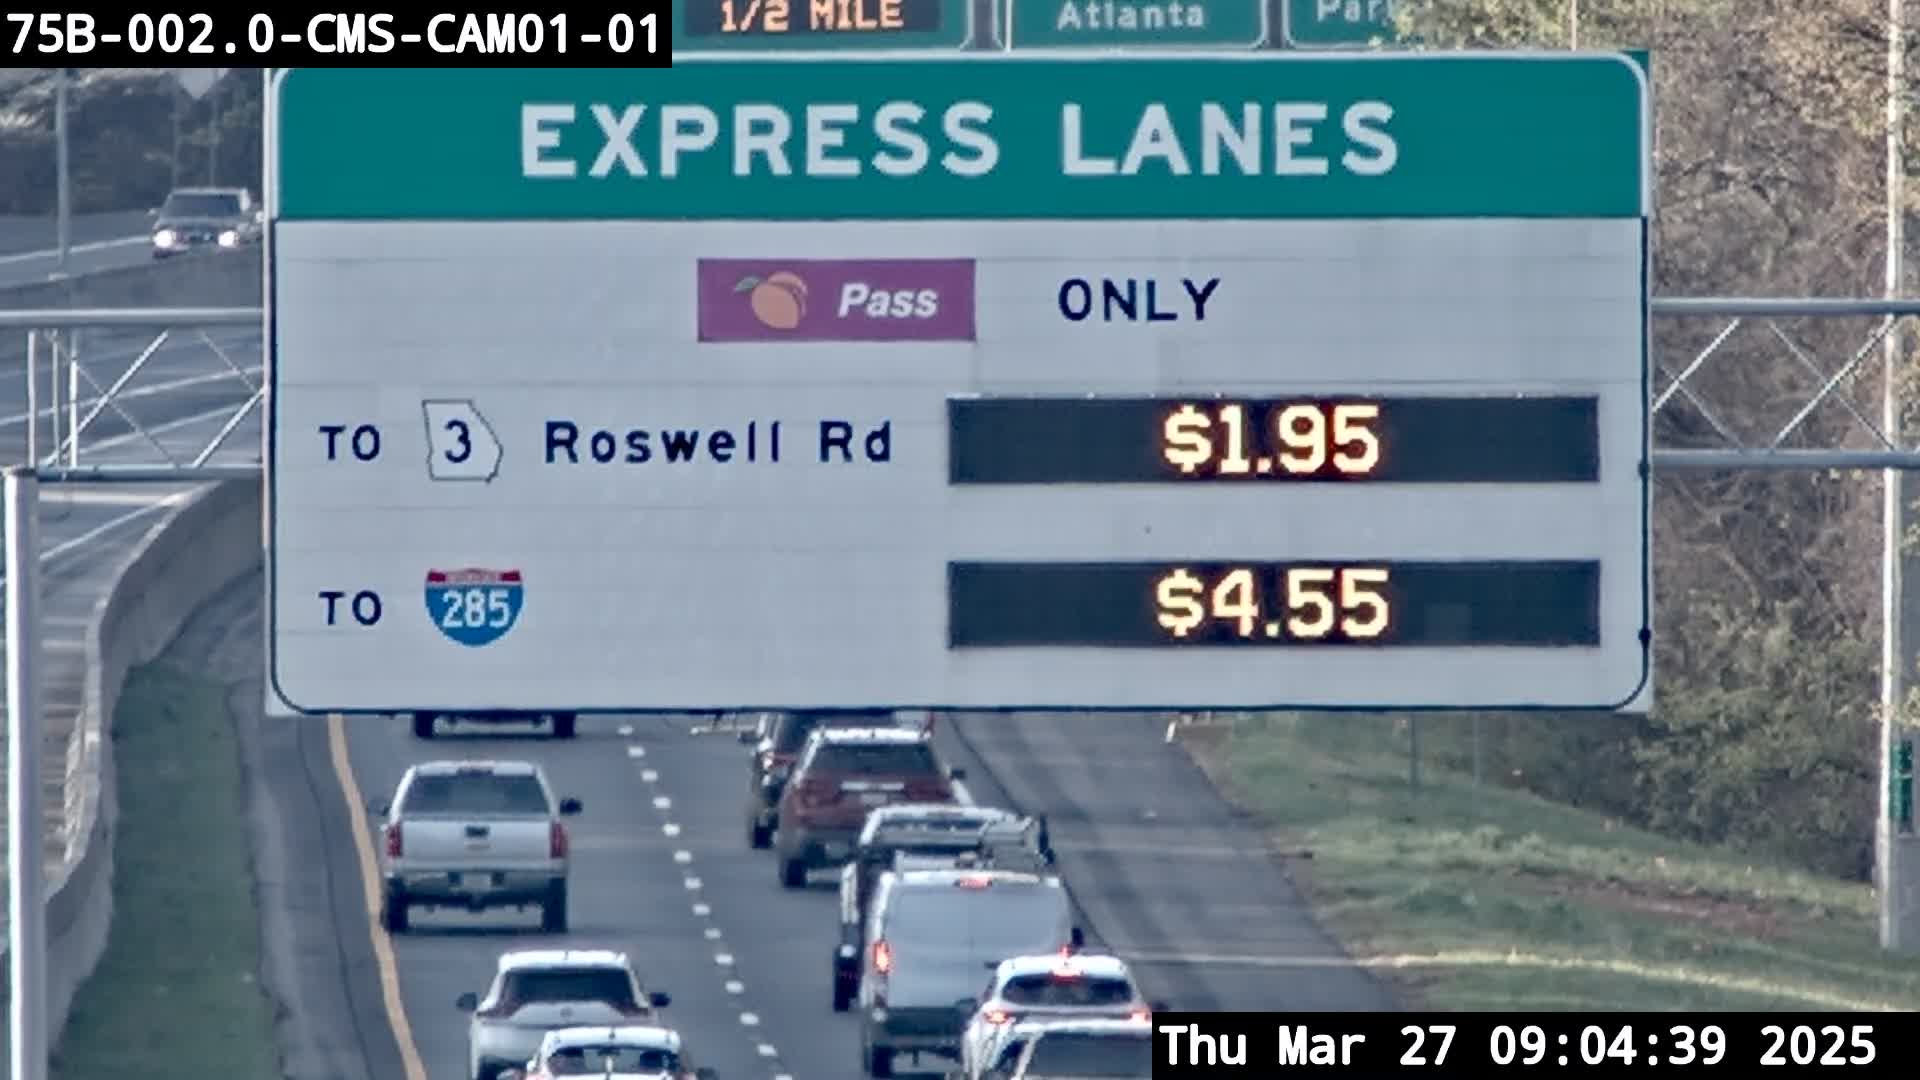 75B-002.0-CMS-CAM01-01
1/2 MILE
Atlanta
EXPRESS LANES
Pass ONLY
TO 3 Roswell Rd $1.95
TO 285 $4.55
Thu Mar 27 09:04:39 2025